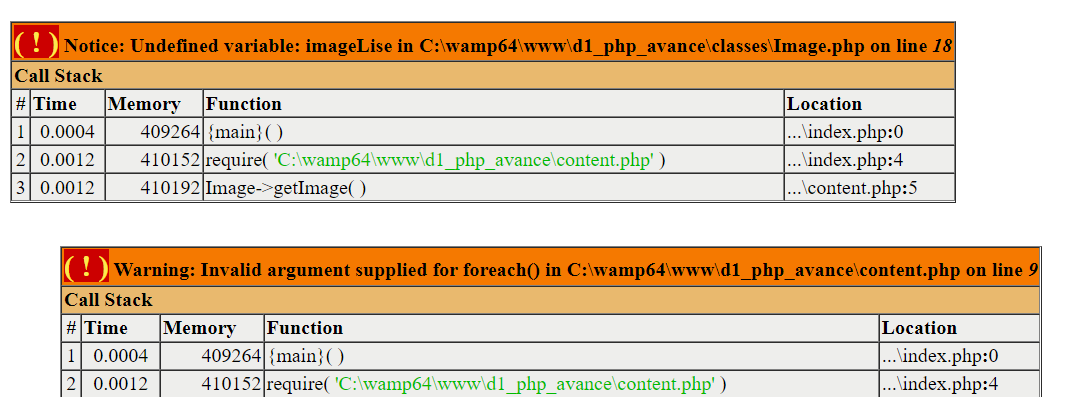 ( ! ) Notice: Undefined variable: imageLise in C:\wamp64\www\d1_php_avance\classes\Image.php on line 18
Call Stack
# Time Memory Function Location
1 0.0004 409264 {main}( ) ...\index.php:0
2 0.0012 410152 require( 'C:\wamp64\www\d1_php_avance\content.php' ) ...\index.php:4
3 0.0012 410192 Image->getImage( ) ...\content.php:5
( ! ) Warning: Invalid argument supplied for foreach() in C:\wamp64\www\d1_php_avance\content.php on line 9
Call Stack
# Time Memory Function Location
1 0.0004 409264 {main}( ) ...\index.php:0
2 0.0012 410152 require( 'C:\wamp64\www\d1_php_avance\content.php' ) ...\index.php:4